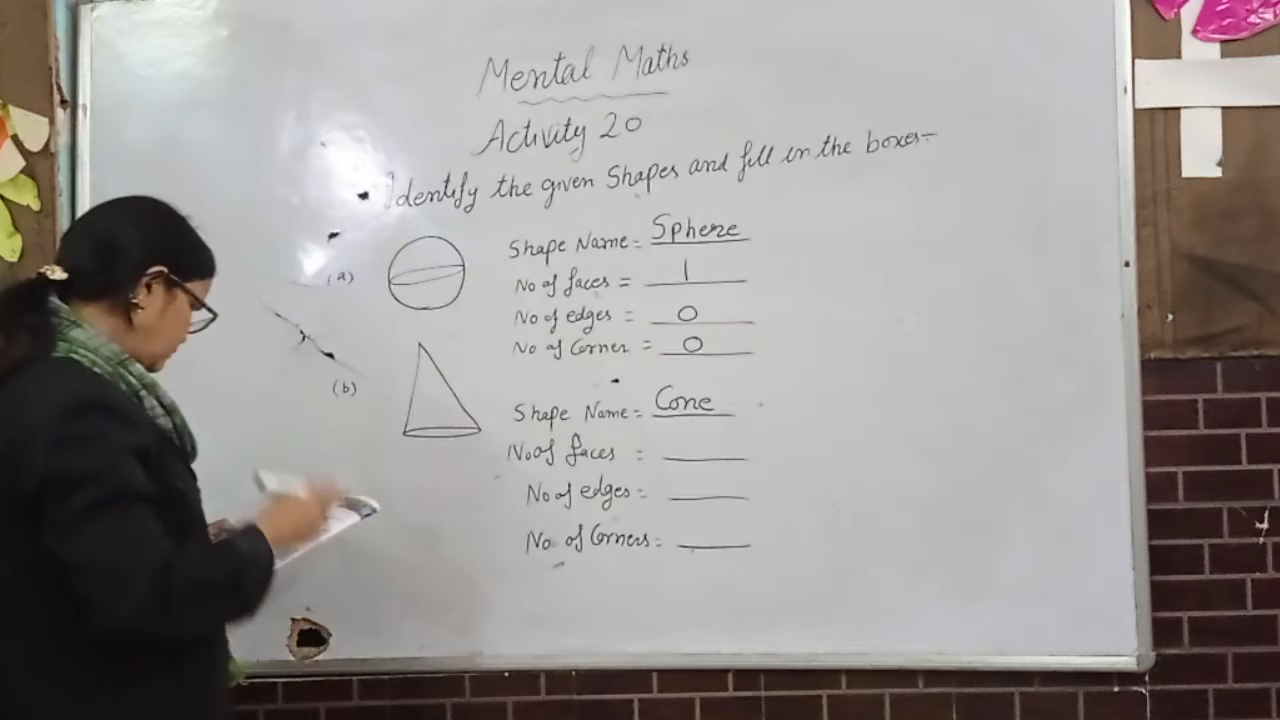 Mental Maths
Activity 20
Identify the given Shapes and fill in the boxes-
(a)
Shape Name = Sphere
No of faces = 1
No of edges = 0
No of Corner = 0
(b)
Shape Name = Cone
No of faces =
No of edges =
No of Corners =